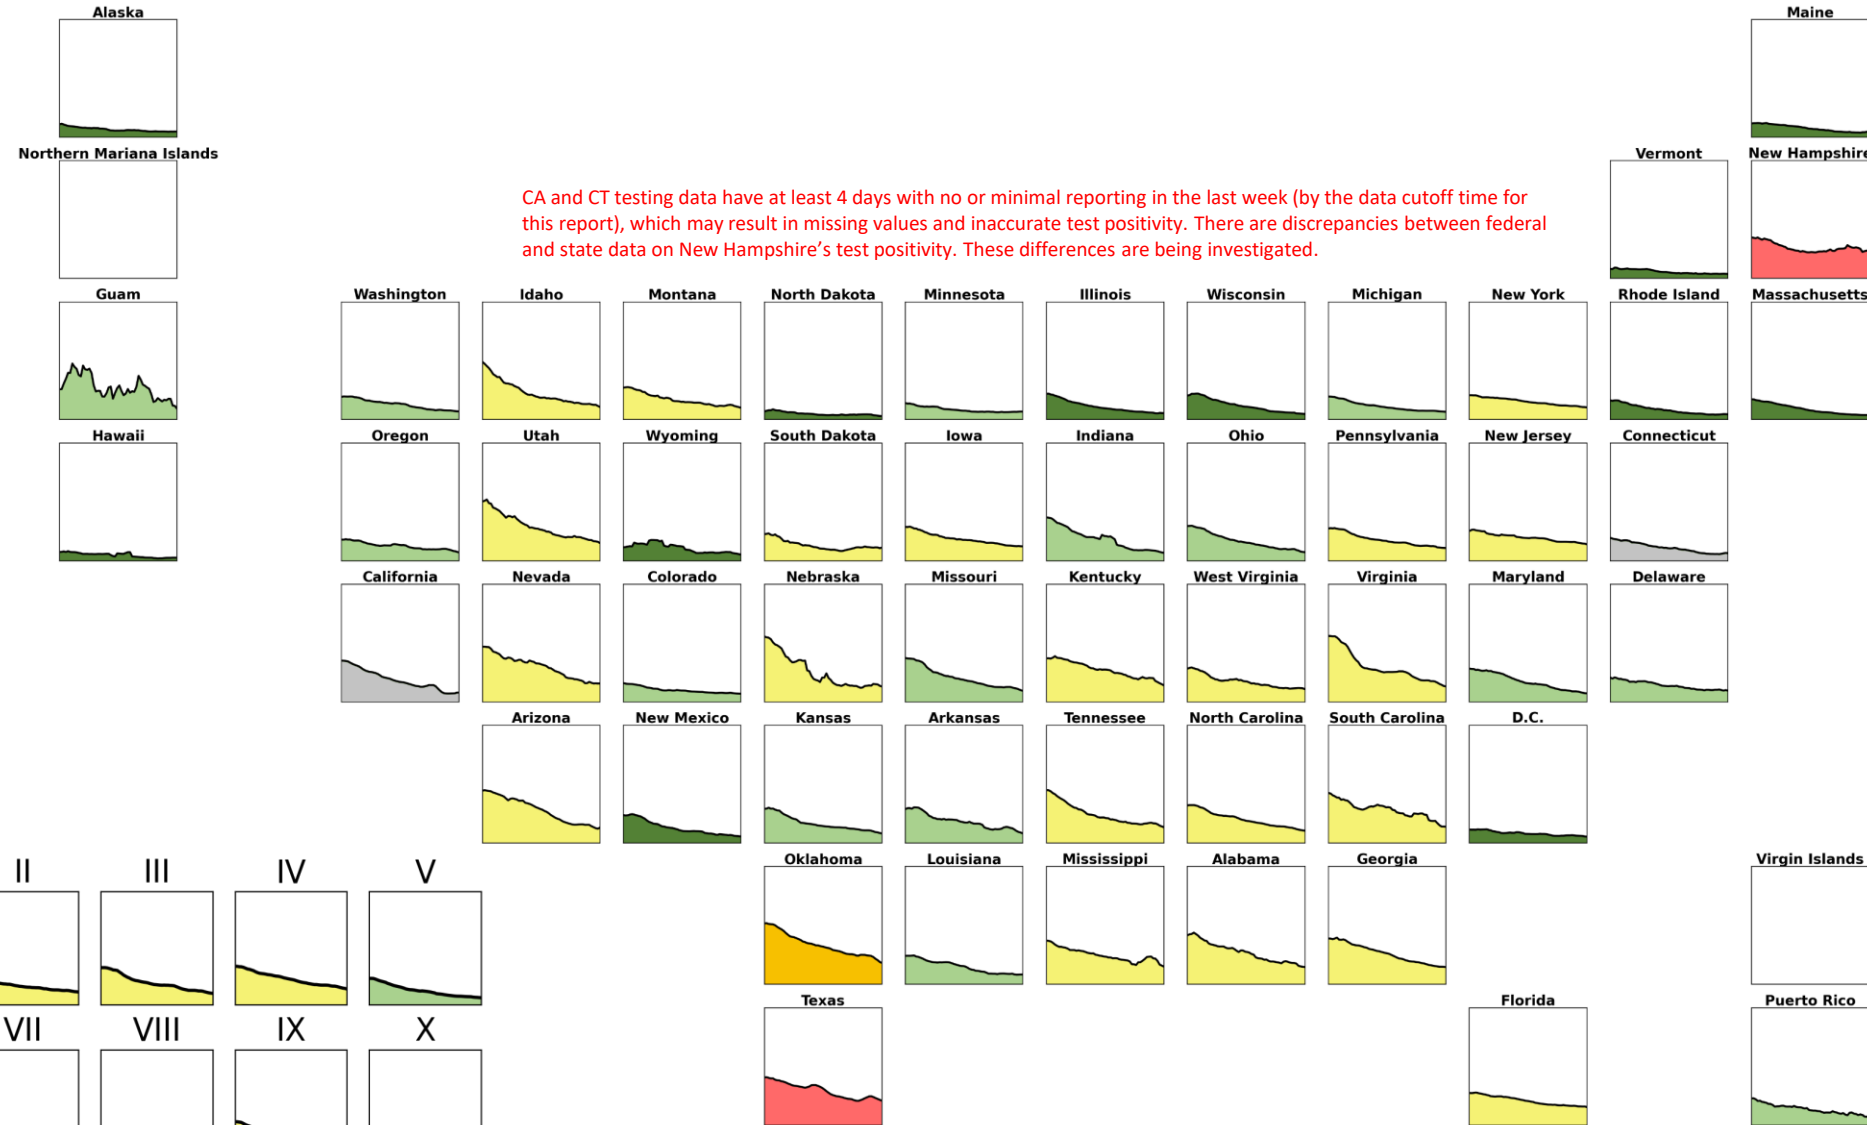 Alaska
Maine
Northern Mariana Islands
Vermont
New Hampshire
CA and CT testing data have at least 4 days with no or minimal reporting in the last week (by the data cutoff time for
this report), which may result in missing values and inaccurate test positivity. There are discrepancies between federal
and state data on New Hampshire's test positivity. These differences are being investigated.
Guam
Washington
Idaho
Montana
North Dakota
Minnesota
Illinois
Wisconsin
Michigan
New York
Rhode Island
Massachusetts
Hawaii
Oregon
Utah
Wyoming
South Dakota
Iowa
Indiana
Ohio
Pennsylvania
New Jersey
Connecticut
California
Nevada
Colorado
Nebraska
Missouri
Kentucky
West Virginia
Virginia
Maryland
Delaware
Arizona
New Mexico
Kansas
Arkansas
Tennessee
North Carolina
South Carolina
D.C.
Oklahoma
Louisiana
Mississippi
Alabama
Georgia
Virgin Islands
II
III
IV
V
Texas
Florida
Puerto Rico
VII
VIII
IX
X